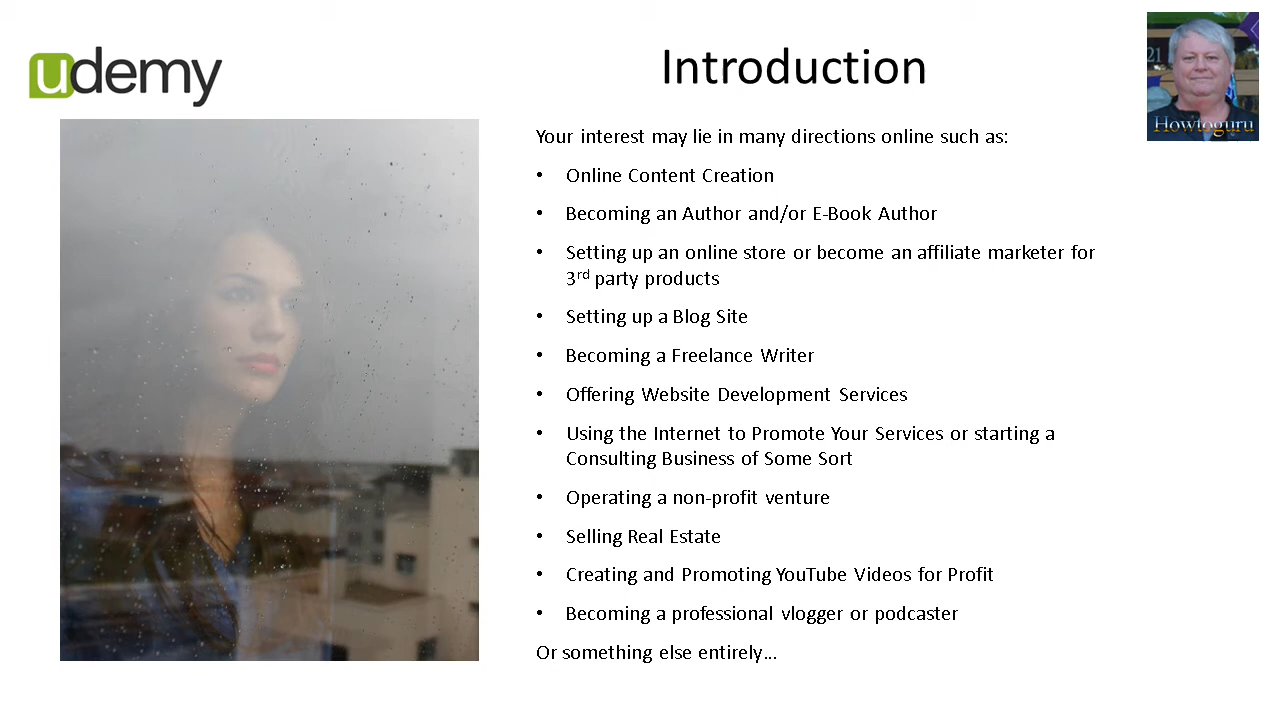 udemy
Introduction
21
Howtoguru
Your interest may lie in many directions online such as:
• Online Content Creation
• Becoming an Author and/or E-Book Author
• Setting up an online store or become an affiliate marketer for
3rd party products
• Setting up a Blog Site
• Becoming a Freelance Writer
• Offering Website Development Services
• Using the Internet to Promote Your Services or starting a
Consulting Business of Some Sort
• Operating a non-profit venture
• Selling Real Estate
• Creating and Promoting YouTube Videos for Profit
• Becoming a professional vlogger or podcaster
Or something else entirely...